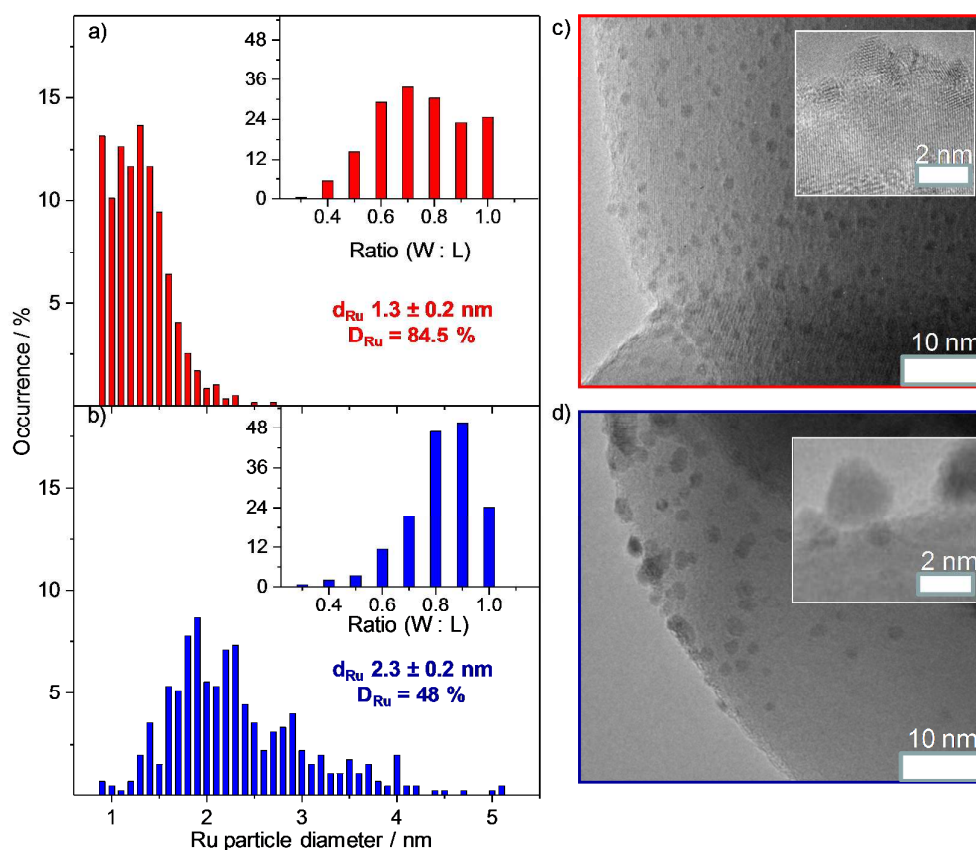 a)
48
36
24
12
0
0.4 0.6 0.8 1.0
Ratio (W : L)
15
10
5
d_Ru 1.3 ± 0.2 nm
D_Ru = 84.5 %
Occurrence / %
b)
48
36
24
12
0
0.4 0.6 0.8 1.0
Ratio (W : L)
15
10
5
d_Ru 2.3 ± 0.2 nm
D_Ru = 48 %
1 2 3 4 5
Ru particle diameter / nm
c)
2 nm
10 nm
d)
2 nm
10 nm